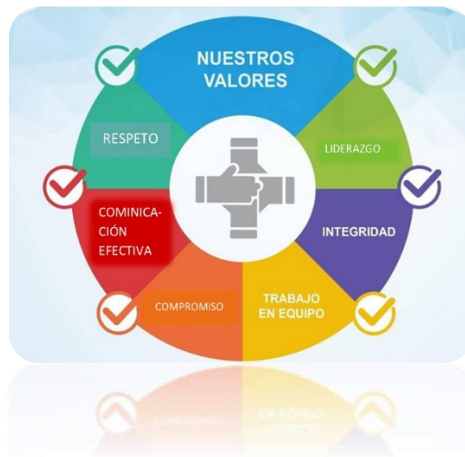 NUESTROS
VALORES
RESPETO
LIDERAZGO
COMINICA-
CIÓN
EFECTIVA
INTEGRIDAD
COMPROMISO
TRABAJO
EN EQUIPO